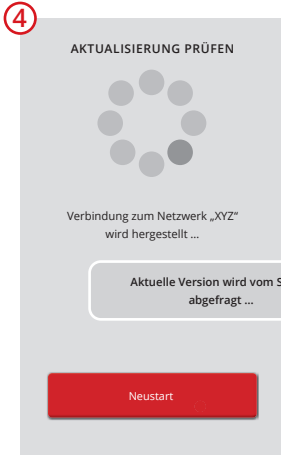 4
AKTUALISIERUNG PRÜFEN
Verbindung zum Netzwerk „XYZ“
wird hergestellt ...
Aktuelle Version wird vom S
abgefragt ...
Neustart